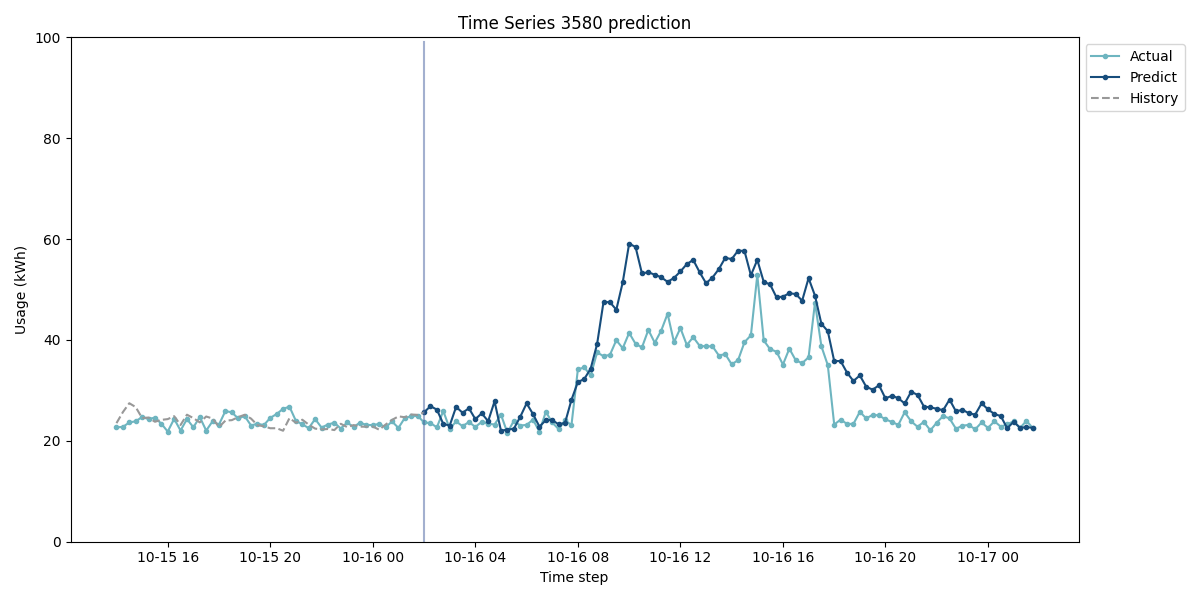 Time Series 3580 prediction
100
80
60
40
20
0
Usage (kWh)
10-15 16
10-15 20
10-16 00
10-16 04
10-16 08
10-16 12
10-16 16
10-16 20
10-17 00
Time step
Actual
Predict
History